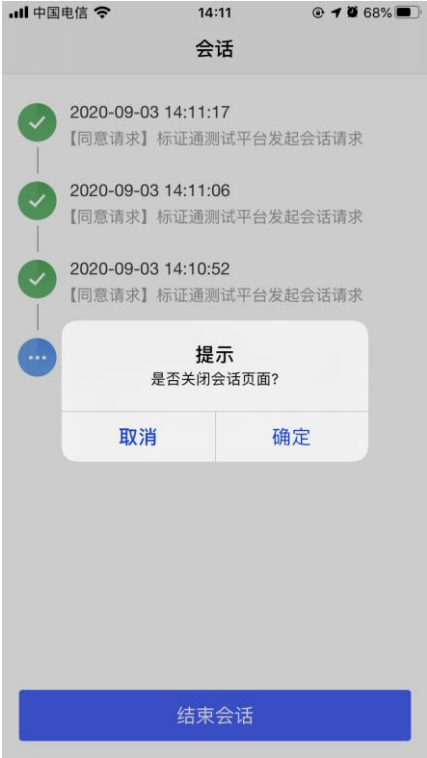 中国电信 14:11 68%
会话
2020-09-03 14:11:17
【同意请求】标证通测试平台发起会话请求
2020-09-03 14:11:06
【同意请求】标证通测试平台发起会话请求
2020-09-03 14:10:52
【同意请求】标证通测试平台发起会话请求
提示
是否关闭会话页面?
取消 确定
结束会话